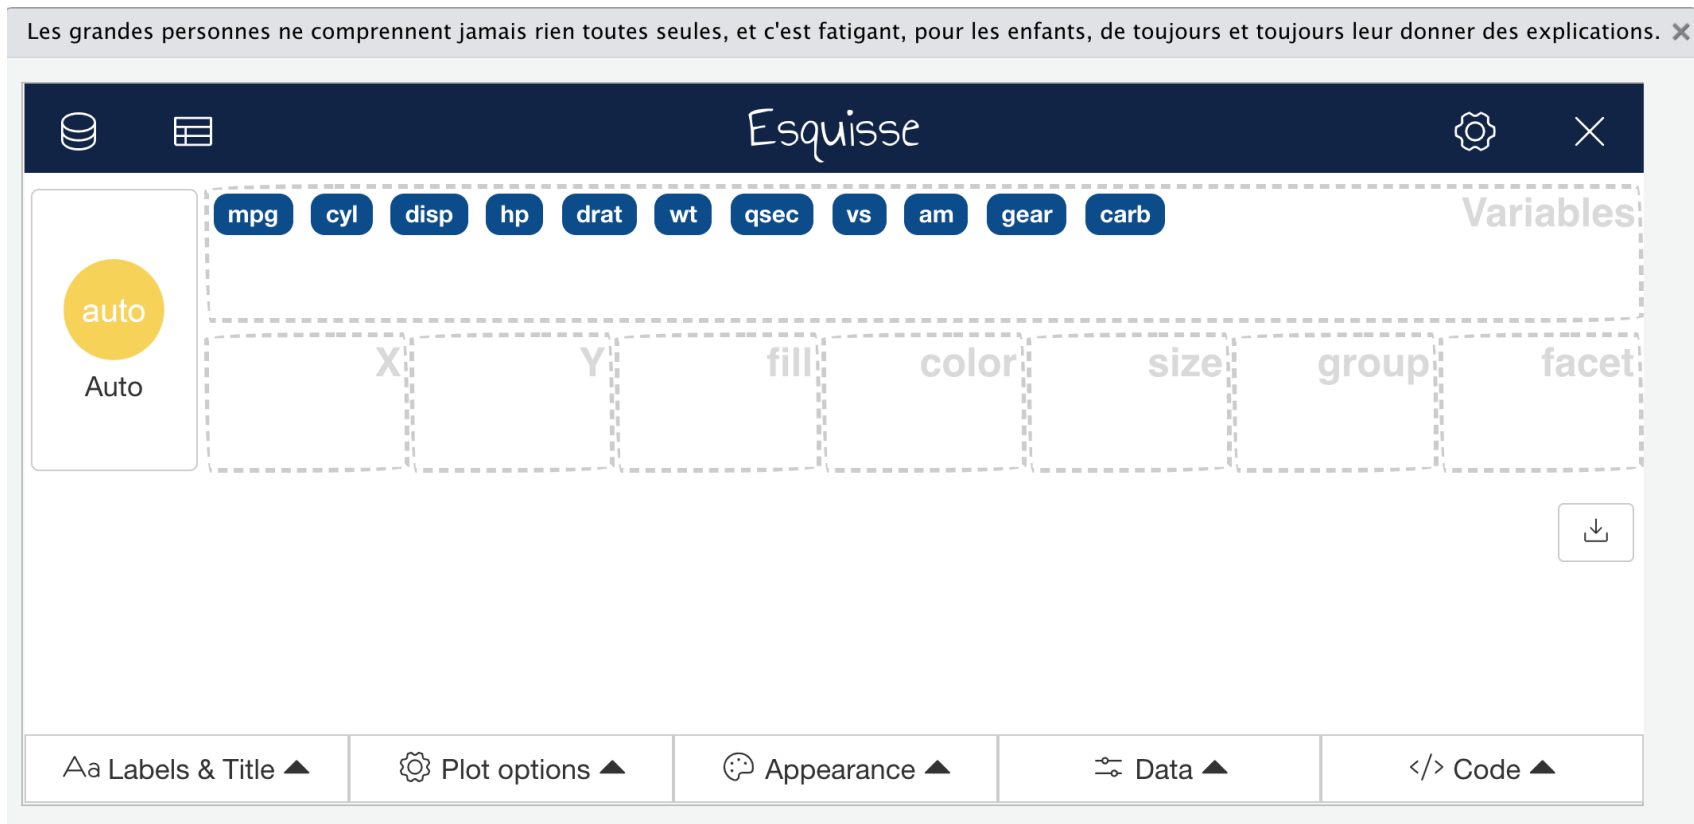 Les grandes personnes ne comprennent jamais rien toutes seules, et c'est fatigant, pour les enfants, de toujours et toujours leur donner des explications.
Esquisse
mpg cyl disp hp drat wt qsec vs am gear carb Variables
auto
Auto
X Y fill color size group facet
Aa Labels & Title Plot options Appearance Data </> Code